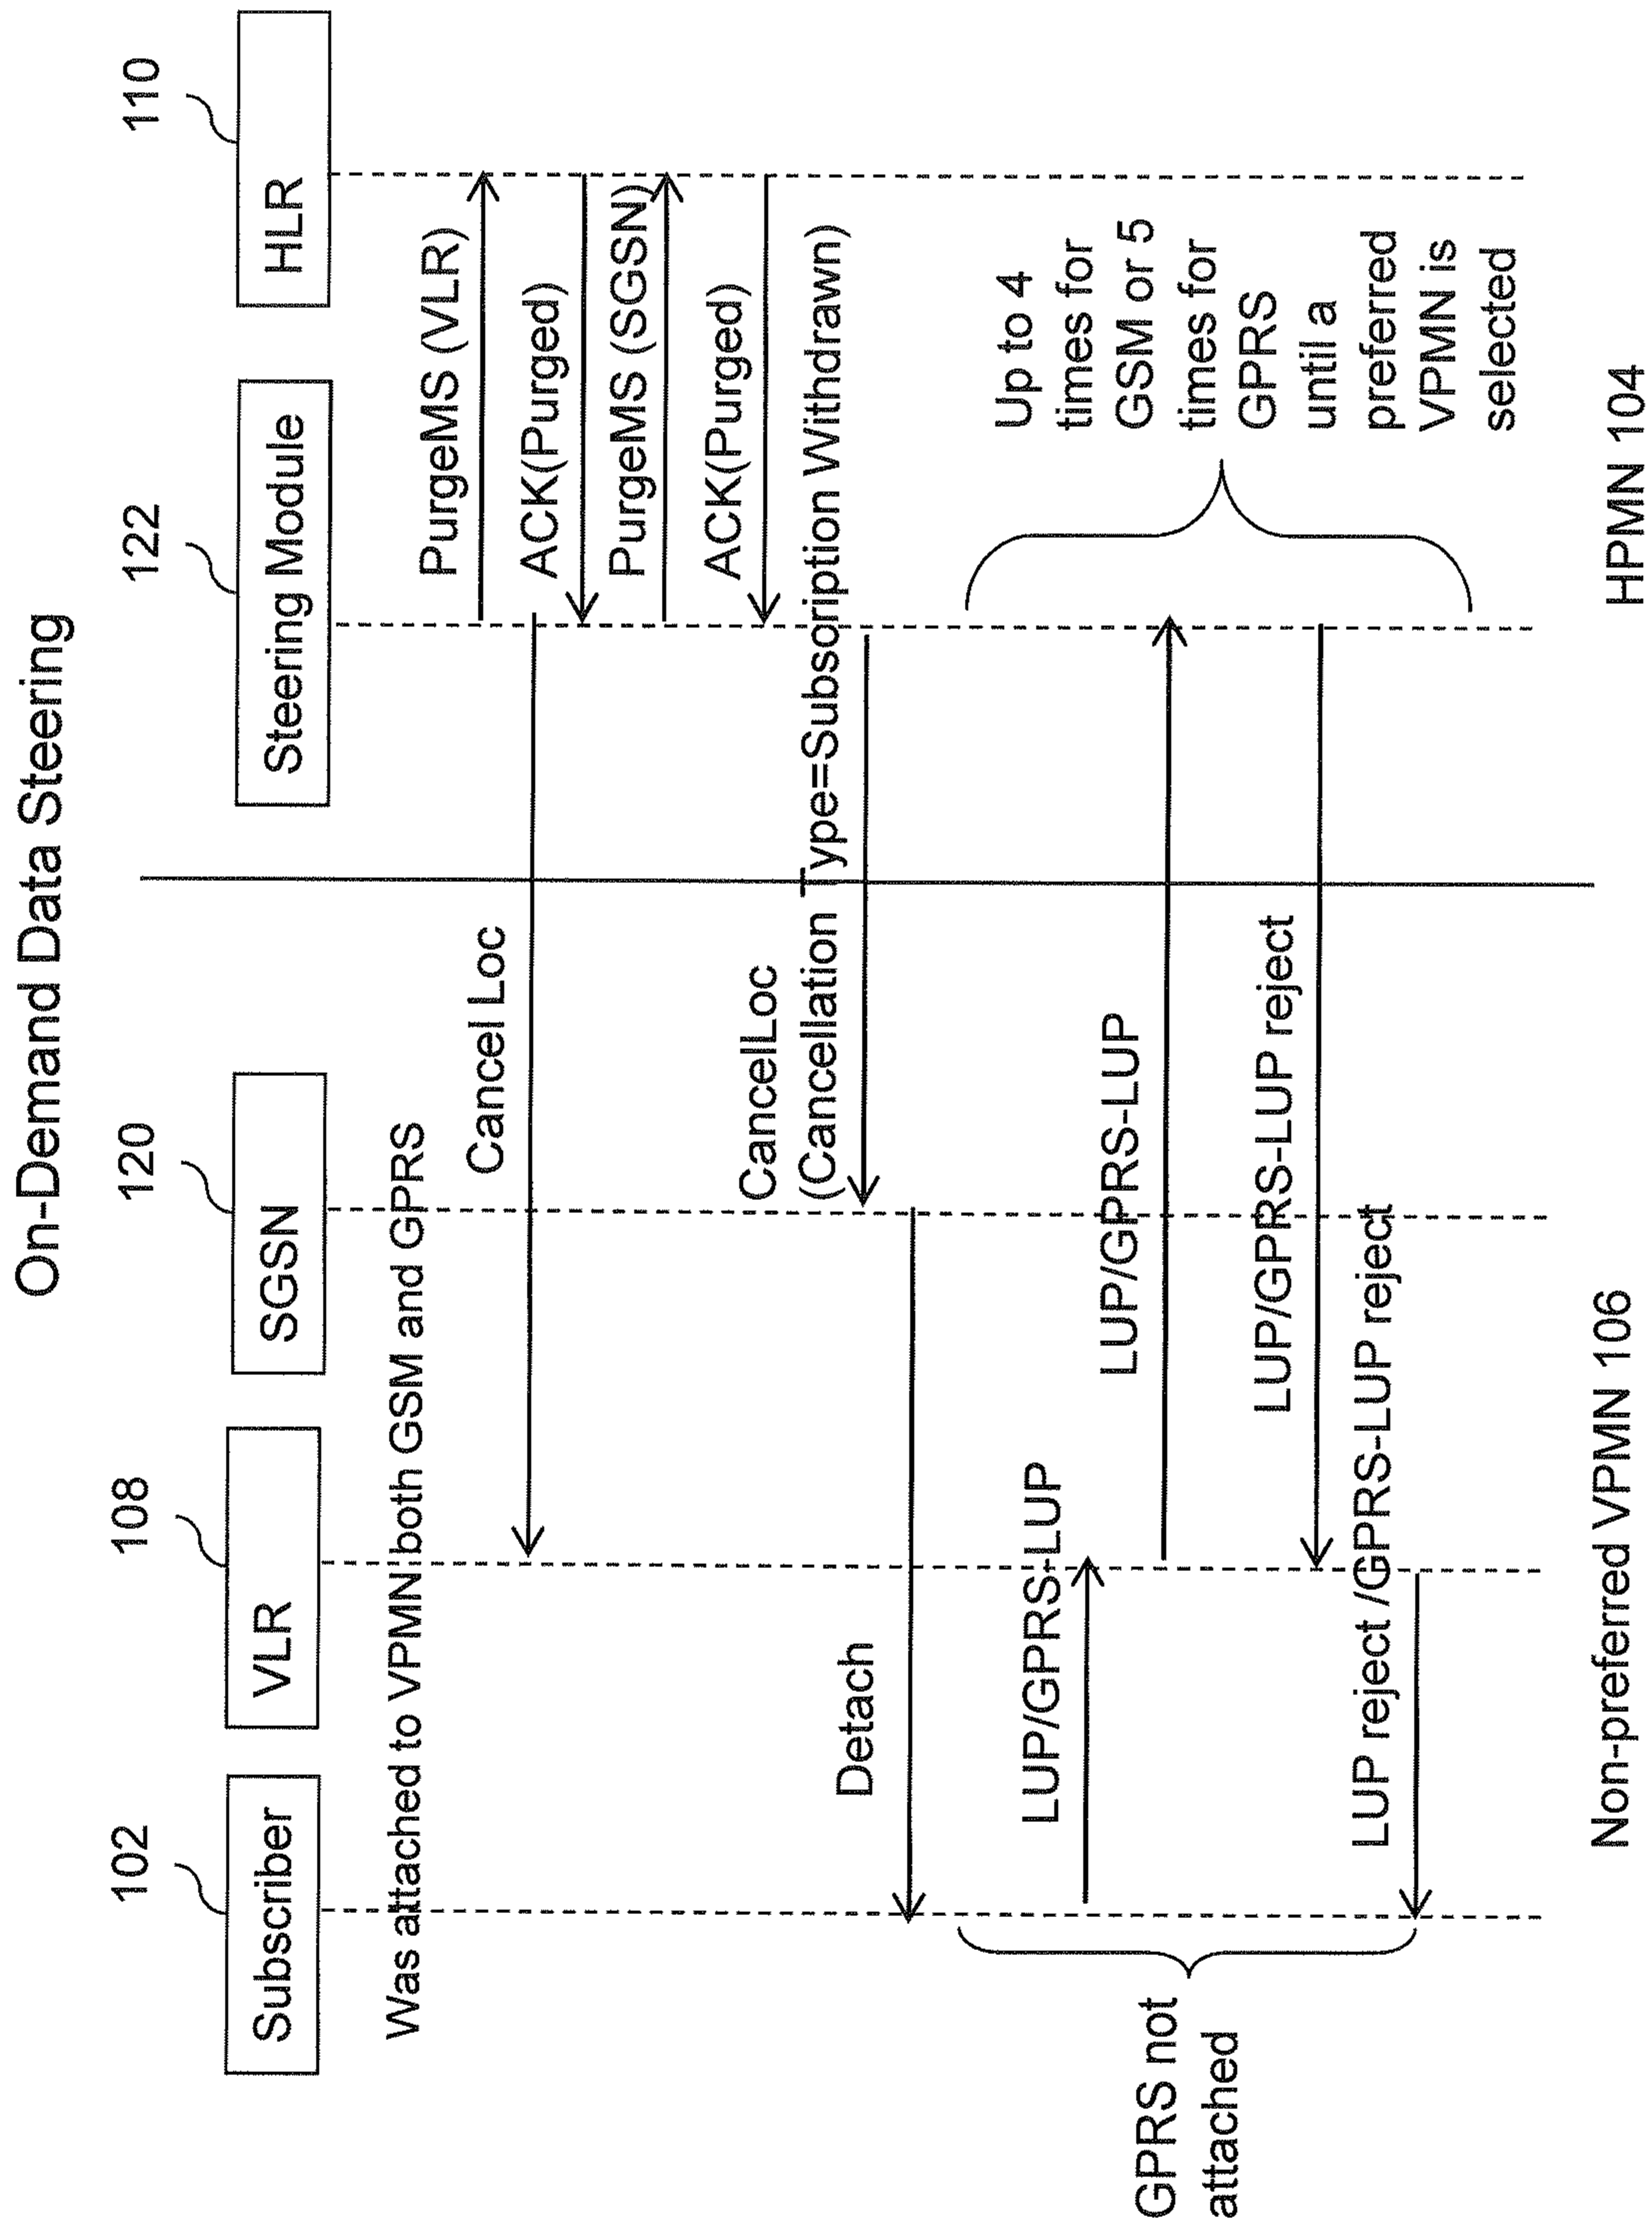 On-Demand Data Steering
102
108
120
122
110
Subscriber
VLR
SGSN
Steering Module
HLR
Was attached to VPMN both GSM and GPRS
PurgeMS (VLR)
Cancel Loc
ACK(Purged)
PurgeMS (SGSN)
ACK(Purged)
CancelLoc
(Cancellation Type=Subscription Withdrawn)
Detach
LUP/GPRS-LUP
LUP/GPRS-LUP
LUP/GPRS-LUP reject
LUP reject /GPRS-LUP reject
GPRS not
attached
Up to 4
times for
GSM or 5
times for
GPRS
until a
preferred
VPMN is
selected
Non-preferred VPMN 106
HPMN 104